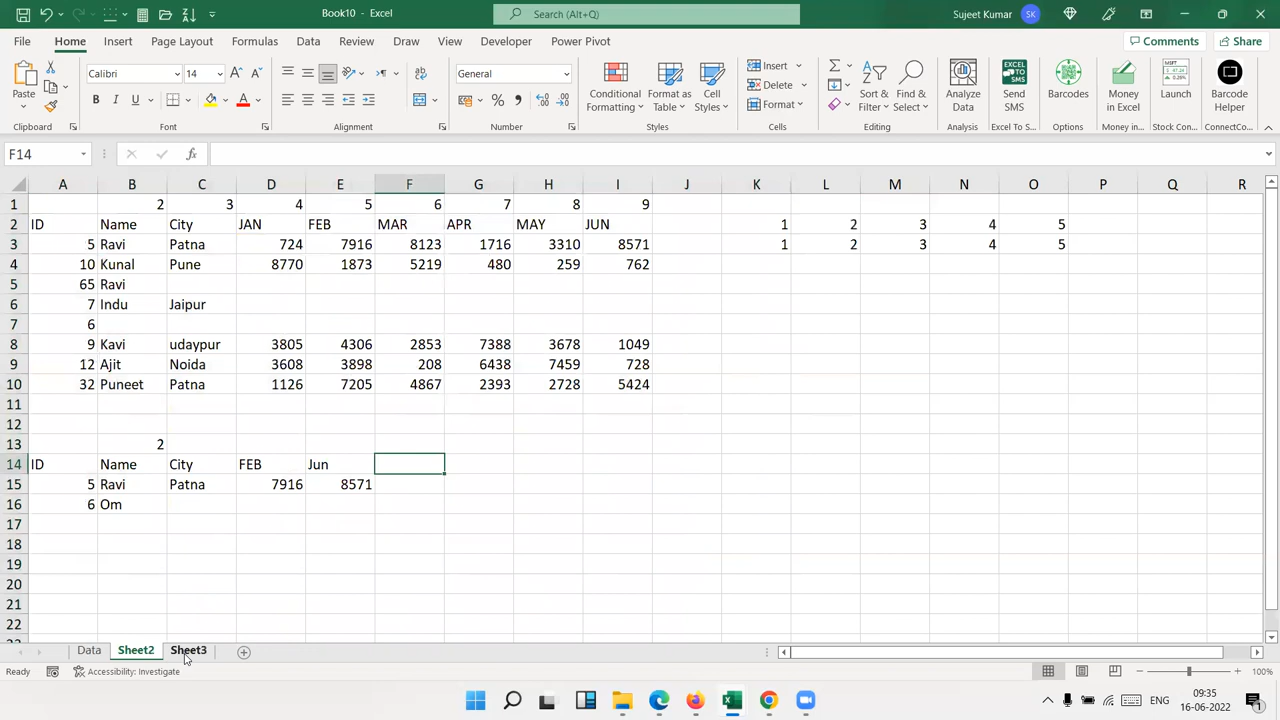 Book10 - Excel
Search (Alt+Q)
Sujeet Kumar
SK
File Home Insert Page Layout Formulas Data Review View Draw Developer Power Pivot
Comments Share
Paste
Calibri 14
B I U
General
Conditional Formatting
Format as Table
Cell Styles
Insert
Delete
Format
Sort & Filter
Find & Select
Analyze Data
Send SMS
Barcodes
Money in Excel
Launch
Barcode Helper
Clipboard Font Alignment Number Styles Cells Editing Analysis Excel To S... Options Money in... Stock Con... ConnectCo...
F14 fx
A B C D E F G H I J K L M N O P Q R
1 2 3 4 5 6 7 8 9
2 ID Name City JAN FEB MAR APR MAY JUN 1 2 3 4 5
3 5 Ravi Patna 724 7916 8123 1716 3310 8571 1 2 3 4 5
4 10 Kunal Pune 8770 1873 5219 480 259 762
5 65 Ravi
6 7 Indu Jaipur
7 6
8 9 Kavi udaypur 3805 4306 2853 7388 3678 1049
9 12 Ajit Noida 3608 3898 208 6438 7459 728
10 32 Puneet Patna 1126 7205 4867 2393 2728 5424
11
12
13 2
14 ID Name City FEB Jun
15 5 Ravi Patna 7916 8571
16 6 Om
17
18
19
20
21
22
Data Sheet2 Sheet3
Ready Accessibility: Investigate 100%
ENG 09:35
16-06-2022